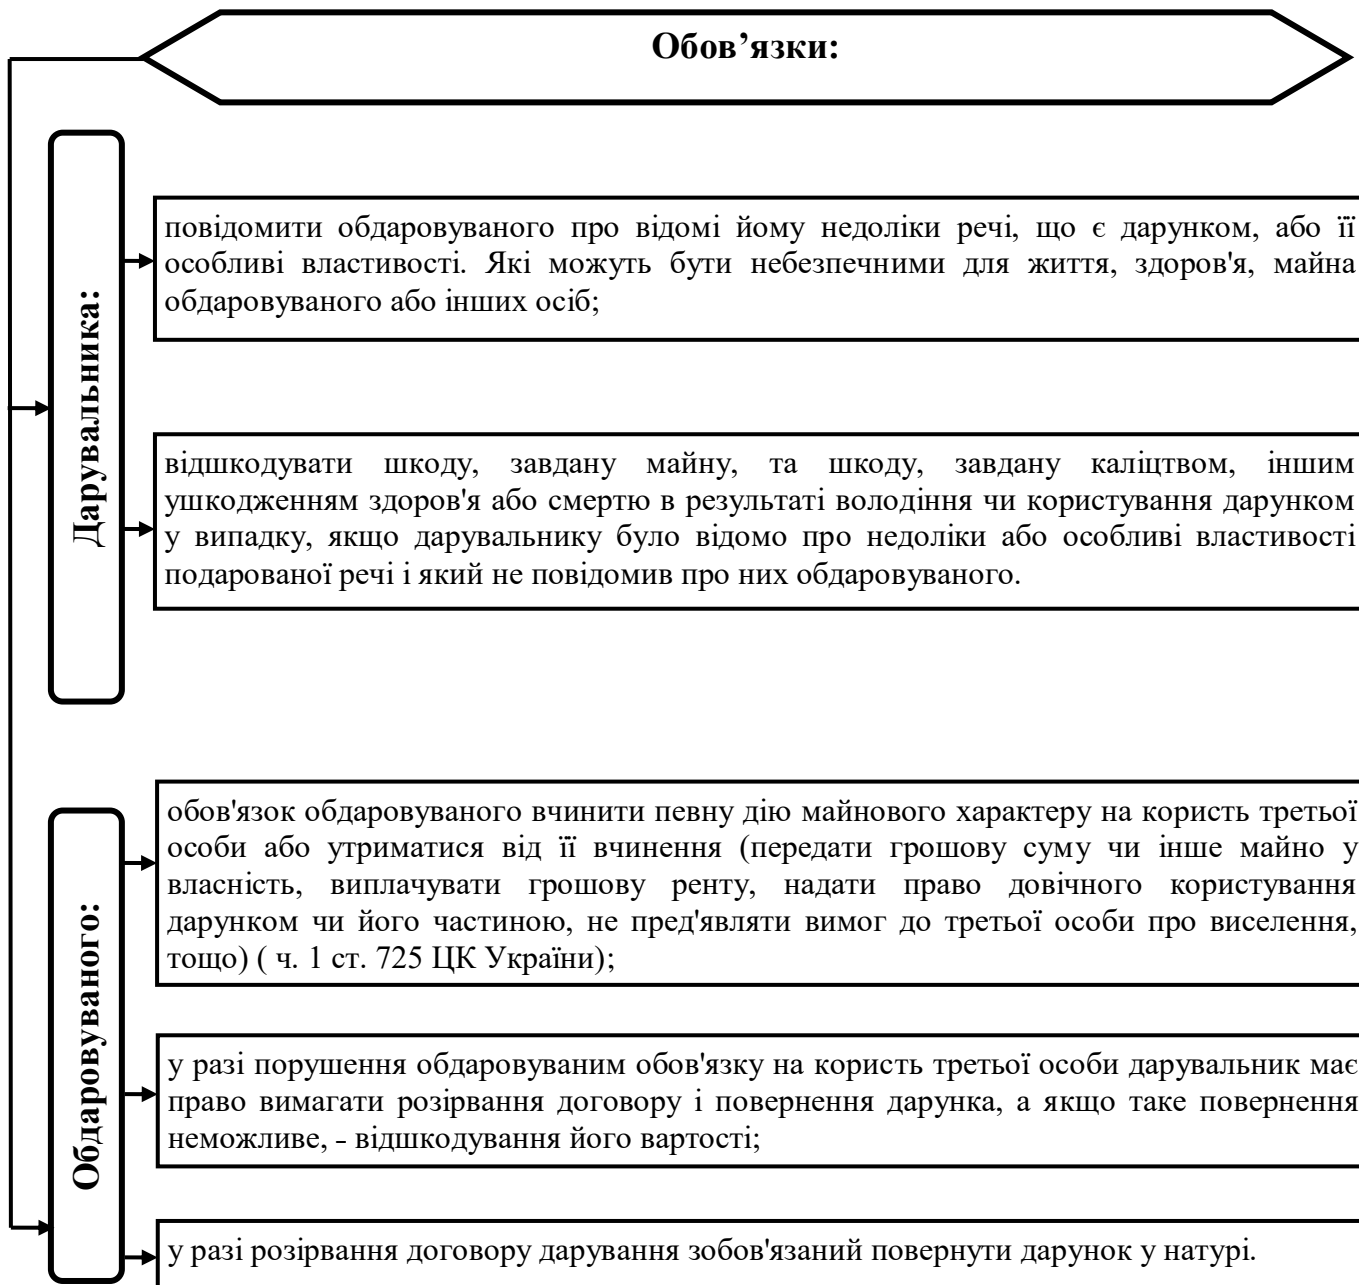 Обов’язки:
Дарувальника:
повідомити обдаровуваного про відомі йому недоліки речі, що є дарунком, або її
особливі властивості. Які можуть бути небезпечними для життя, здоров'я, майна
обдаровуваного або інших осіб;
відшкодувати шкоду, завдану майну, та шкоду, завдану каліцтвом, іншим
ушкодженням здоров'я або смертю в результаті володіння чи користування дарунком
у випадку, якщо дарувальнику було відомо про недоліки або особливі властивості
подарованої речі і який не повідомив про них обдаровуваного.
Обдаровуваного:
обов'язок обдаровуваного вчинити певну дію майнового характеру на користь третьої
особи або утриматися від її вчинення (передати грошову суму чи інше майно у
власність, виплачувати грошову ренту, надати право довічного користування
дарунком чи його частиною, не пред'являти вимог до третьої особи про виселення,
тощо) ( ч. 1 ст. 725 ЦК України);
у разі порушення обдаровуваним обов'язку на користь третьої особи дарувальник має
право вимагати розірвання договору і повернення дарунка, а якщо таке повернення
неможливе, - відшкодування його вартості;
у разі розірвання договору дарування зобов'язаний повернути дарунок у натурі.